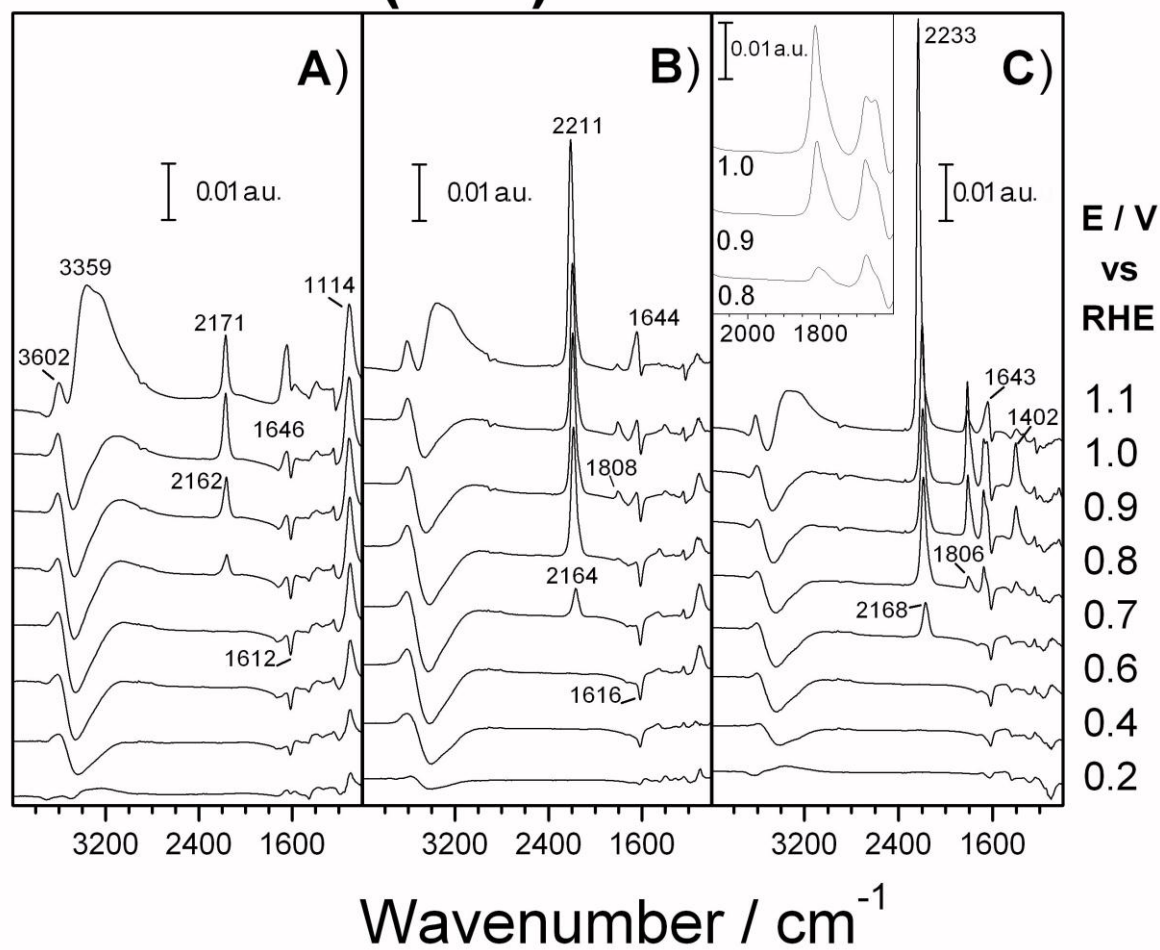 A)
0.01 a.u.
3359
3602
2171
1114
1646
2162
1612
B)
2211
0.01 a.u.
1644
1808
2164
1616
C)
0.01 a.u.
2233
1.0
0.9
0.8
2000 1800
0.01 a.u.
1643
1402
1806
2168
E / V
vs
RHE
1.1
1.0
0.9
0.8
0.7
0.6
0.4
0.2
3200 2400 1600 3200 2400 1600 3200 2400 1600
Wavenumber / cm⁻¹